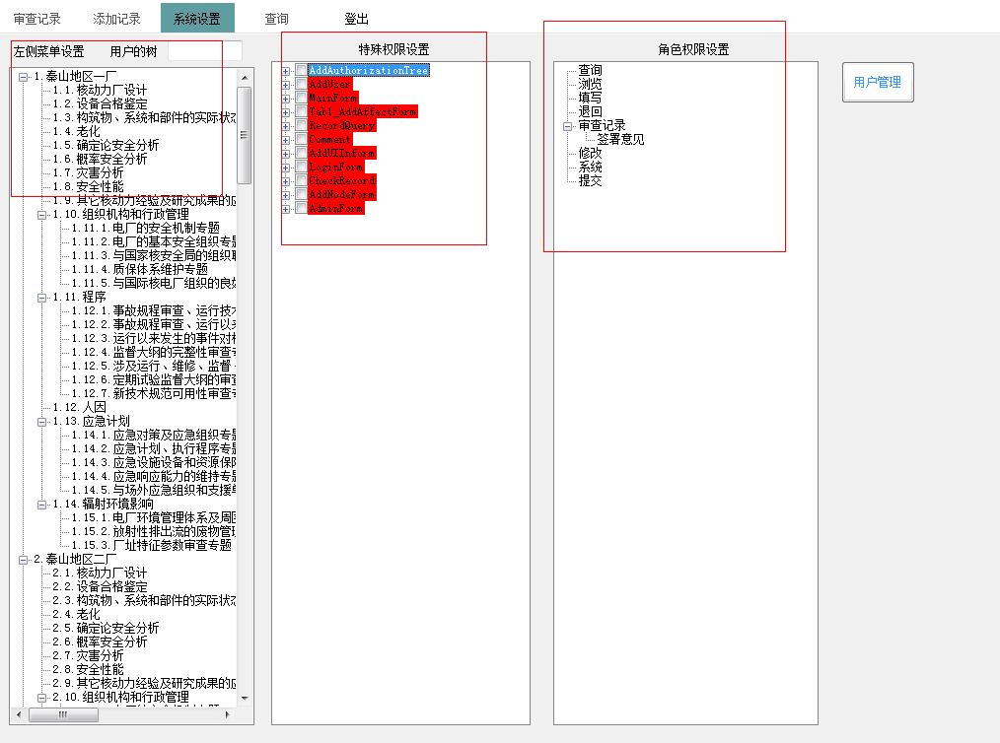 审查记录 添加记录 系统设置 查询 登出
左侧菜单设置 用户的树
1. 秦山地区一厂
1.1. 核动力厂设计
1.2. 设备合格鉴定
1.3. 构筑物、系统和部件的实际状态
1.4. 老化
1.5. 确定论安全分析
1.6. 概率安全分析
1.7. 灾害分析
1.8. 安全性能
1.9. 其它核动力经验及研究成果的应
1.10. 组织机构和行政管理
1.11.1. 电厂的安全机制专题
1.11.2. 电厂的基本安全组织专题
1.11.3. 与国家核安全局的组织联
1.11.4. 质保体系维护专题
1.11.5. 与国际核电厂组织的良好
1.11. 程序
1.12.1. 事故规程审查、运行技术
1.12.2. 事故规程审查、运行以来
1.12.3. 运行以来发生的事件对核
1.12.4. 监督大纲的完整性审查专
1.12.5. 涉及运行、维修、监督
1.12.6. 定期试验监督大纲的审查
1.12.7. 新技术规范可用性审查专
1.12. 人因
1.13. 应急计划
1.14.1. 应急对策及应急组织专题
1.14.2. 应急计划、执行程序专题
1.14.3. 应急设施设备和资源保障
1.14.4. 应急响应能力的维持专题
1.14.5. 与场外应急组织和支援单
1.14. 辐射环境影响
1.15.1. 电厂环境管理体系及周围
1.15.2. 放射性排出流的废物管理
1.15.3. 厂址特征参数审查专题
2. 秦山地区二厂
2.1. 核动力厂设计
2.2. 设备合格鉴定
2.3. 构筑物、系统和部件的实际状态
2.4. 老化
2.5. 确定论安全分析
2.6. 概率安全分析
2.7. 灾害分析
2.8. 安全性能
2.9. 其它核动力经验及研究成果的应
2.10. 组织机构和行政管理
特殊权限设置
AddAuthorizationTree
AddUser
MainForm
Tab1_AddAffectForm
RecordQuery
Comment
AddUIInform
LoginForm
CheckRecord
AddNodeForm
AdminForm
角色权限设置
查询
浏览
填写
退回
审查记录
签署意见
修改
系统
提交
用户管理